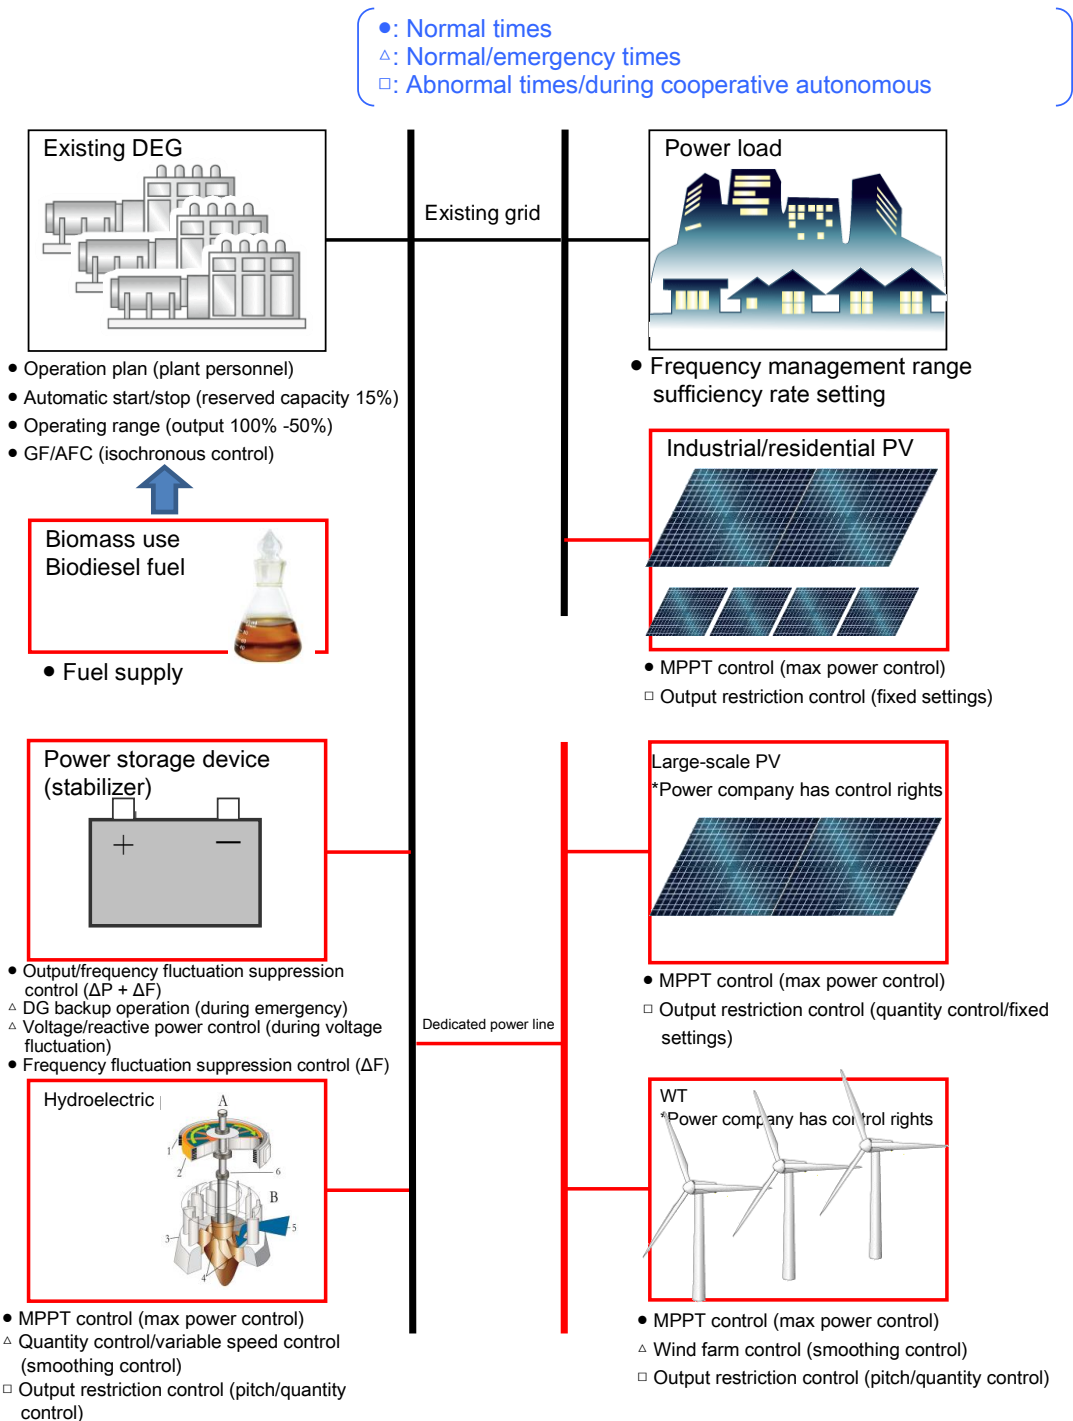 ●: Normal times
△: Normal/emergency times
□: Abnormal times/during cooperative autonomous
Existing DEG
● Operation plan (plant personnel)
● Automatic start/stop (reserved capacity 15%)
● Operating range (output 100% -50%)
● GF/AFC (isochronous control)
Existing grid
Power load
● Frequency management range
sufficiency rate setting
Biomass use
Biodiesel fuel
● Fuel supply
Industrial/residential PV
● MPPT control (max power control)
□ Output restriction control (fixed settings)
Power storage device
(stabilizer)
+ −
● Output/frequency fluctuation suppression
control (ΔP + ΔF)
△ DG backup operation (during emergency)
△ Voltage/reactive power control (during voltage
fluctuation)
● Frequency fluctuation suppression control (ΔF)
Dedicated power line
Large-scale PV
*Power company has control rights
● MPPT control (max power control)
□ Output restriction control (quantity control/fixed
settings)
Hydroelectric
A
1
2
6
B
3
5
4
● MPPT control (max power control)
△ Quantity control/variable speed control
(smoothing control)
□ Output restriction control (pitch/quantity
control)
WT
*Power company has control rights
● MPPT control (max power control)
△ Wind farm control (smoothing control)
□ Output restriction control (pitch/quantity control)